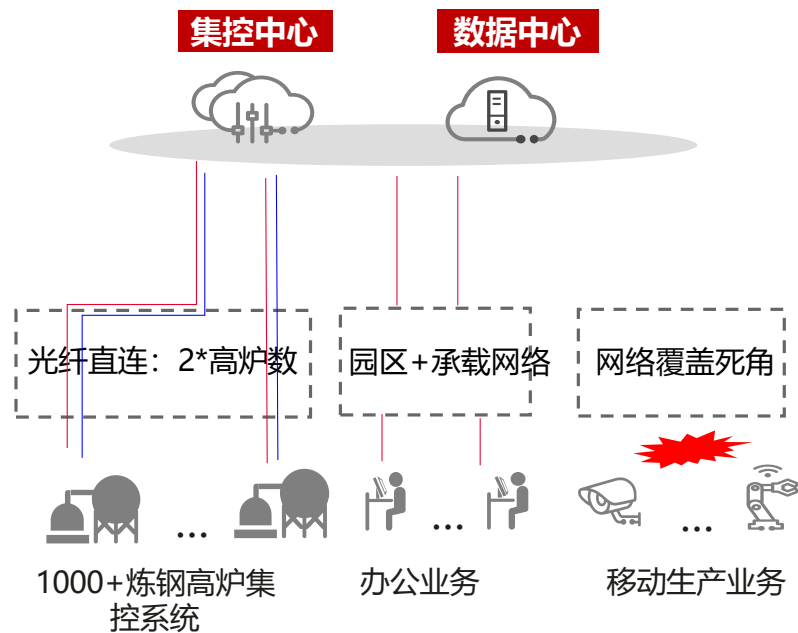 集控中心
数据中心
光纤直连：2*高炉数
园区+承载网络
网络覆盖死角
...
...
...
1000+炼钢高炉集
控系统
办公业务
移动生产业务